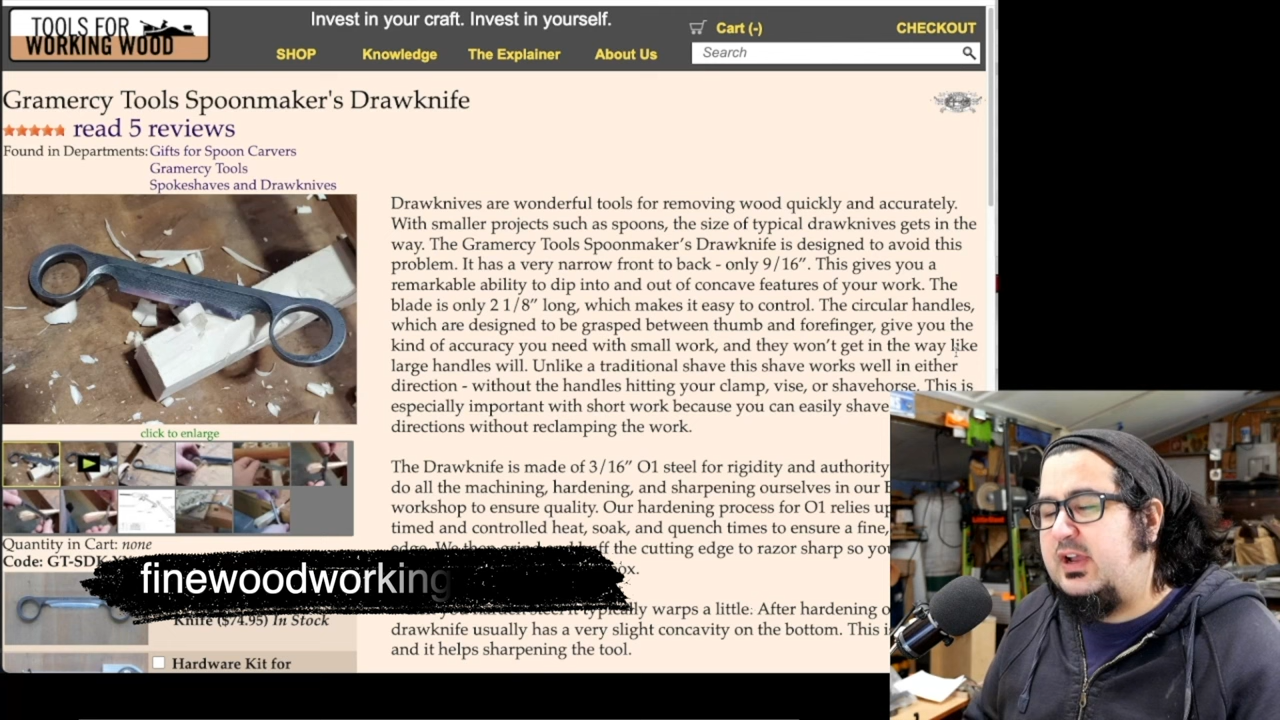 TOOLS FOR
WORKING WOOD
Invest in your craft. Invest in yourself.
Cart (-)
CHECKOUT
SHOP
Knowledge
The Explainer
About Us
Search
Gramercy Tools Spoonmaker's Drawknife
read 5 reviews
Found in Departments: Gifts for Spoon Carvers
Gramercy Tools
Spokeshaves and Drawknives
click to enlarge
Quantity in Cart: none
Code: GT-SDK
Knife ($74.95) In Stock
Hardware Kit for
Drawknives are wonderful tools for removing wood quickly and accurately.
With smaller projects such as spoons, the size of typical drawknives gets in the
way. The Gramercy Tools Spoonmaker's Drawknife is designed to avoid this
problem. It has a very narrow front to back - only 9/16". This gives you a
remarkable ability to dip into and out of concave features of your work. The
blade is only 2 1/8" long, which makes it easy to control. The circular handles,
which are designed to be grasped between thumb and forefinger, give you the
kind of accuracy you need with small work, and they won't get in the way like
large handles will. Unlike a traditional shave this shave works well in either
direction - without the handles hitting your clamp, vise, or shavehorse. This is
especially important with short work because you can easily shave
directions without reclamping the work.
The Drawknife is made of 3/16" O1 steel for rigidity and authority
do all the machining, hardening, and sharpening ourselves in our
workshop to ensure quality. Our hardening process for O1 relies
timed and controlled heat, soak, and quench times to ensure a fine,
edge. We then the cutting edge to razor sharp so
typically warps a little. After hardening
drawknife usually has a very slight concavity on the bottom. This
and it helps sharpening the tool.
finewoodworking